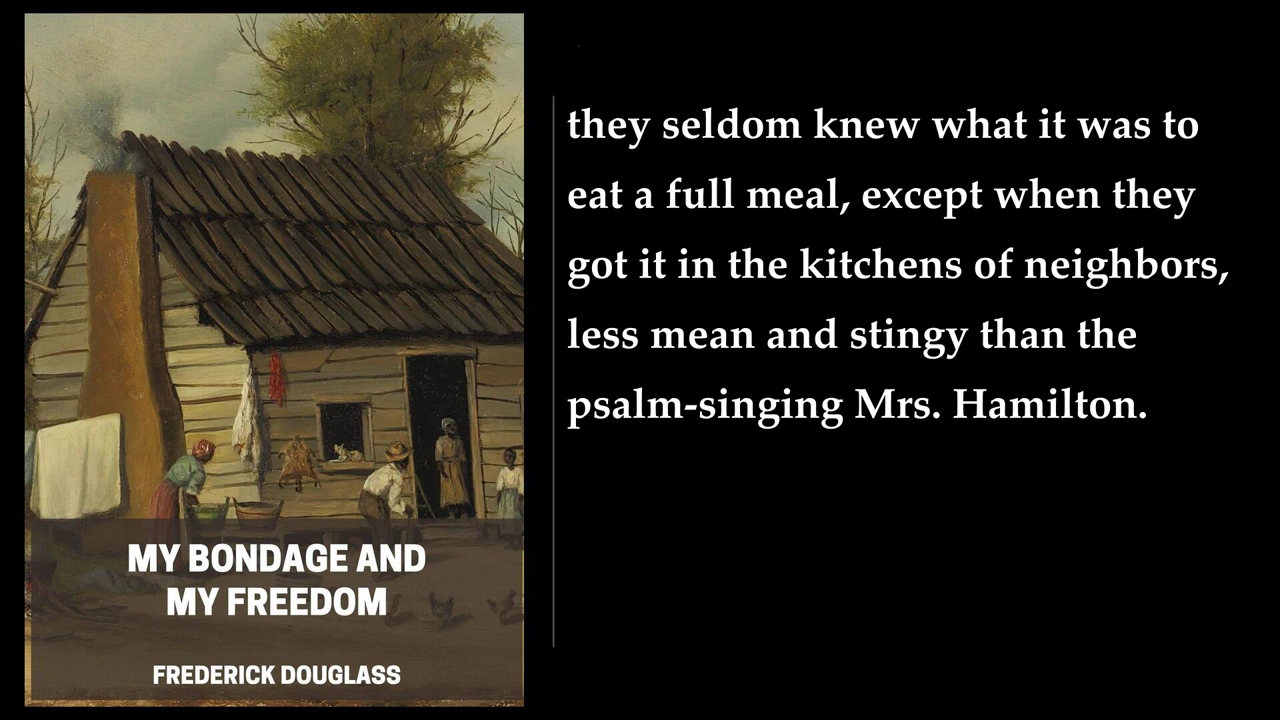 MY BONDAGE AND
MY FREEDOM
FREDERICK DOUGLASS
they seldom knew what it was to
eat a full meal, except when they
got it in the kitchens of neighbors,
less mean and stingy than the
psalm-singing Mrs. Hamilton.